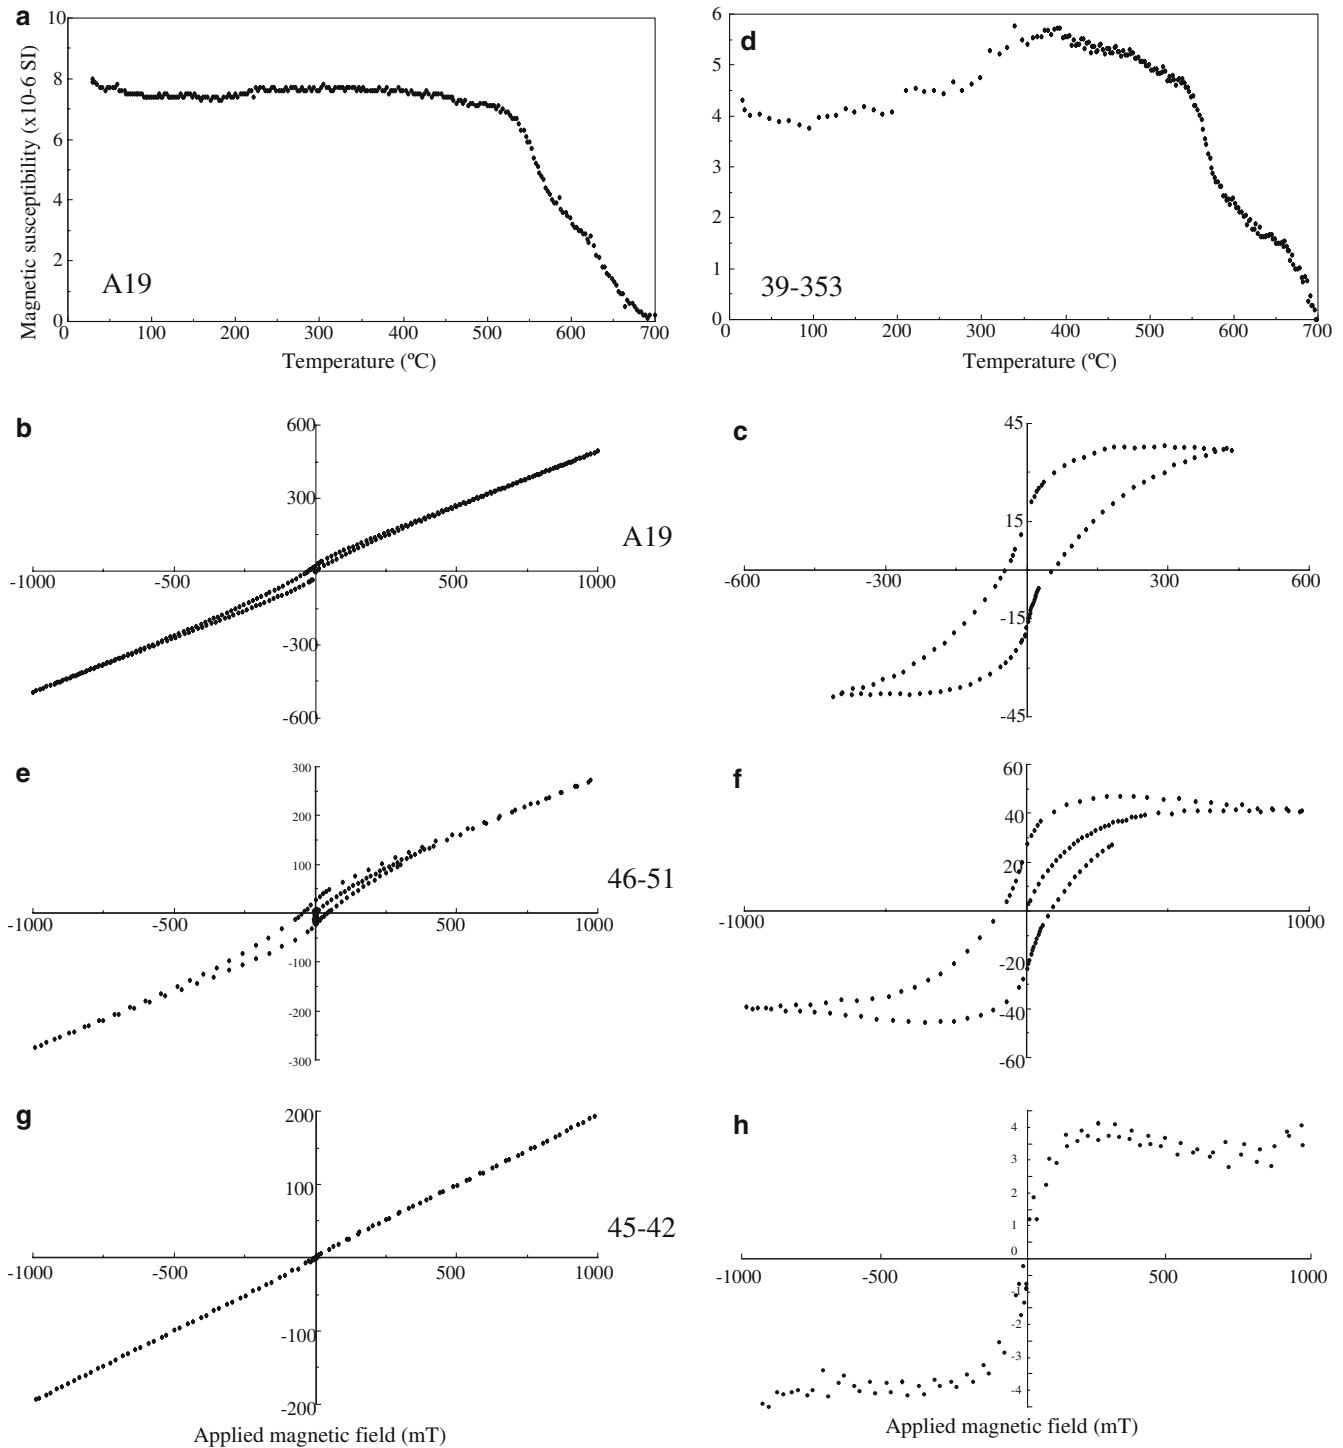 a
10
8
6
4
2
0
Magnetic susceptibility (x10-6 SI)
A19
0 100 200 300 400 500 600 700
Temperature (ºC)
d
6
5
4
3
2
1
0
39-353
0 100 200 300 400 500 600 700
Temperature (ºC)
b
600
300
A19
-1000 -500 500 1000
-300
-600
c
45
15
-600 -300 300 600
-15
-45
e
300
200
100
46-51
-1000 -500 500 1000
-100
-200
-300
f
60
40
20
-1000 1000
-20
-40
-60
g
200
100
45-42
-1000 -500 500 1000
-100
-200
Applied magnetic field (mT)
h
4
3
2
1
0
-1000 -500 500 1000
-1
-2
-3
-4
Applied magnetic field (mT)